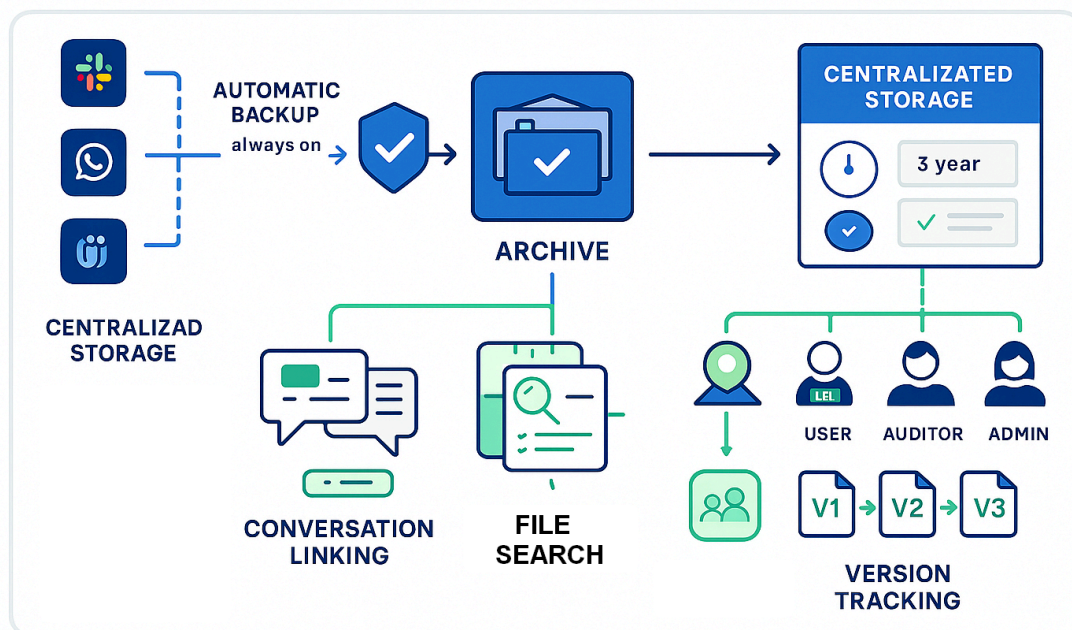 AUTOMATIC
BACKUP
always on
CENTRALIZAD
STORAGE
ARCHIVE
CENTRALIZATED
STORAGE
3 year
CONVERSATION
LINKING
FILE
SEARCH
LEL
USER
AUDITOR
ADMIN
V1
V2
V3
VERSION
TRACKING